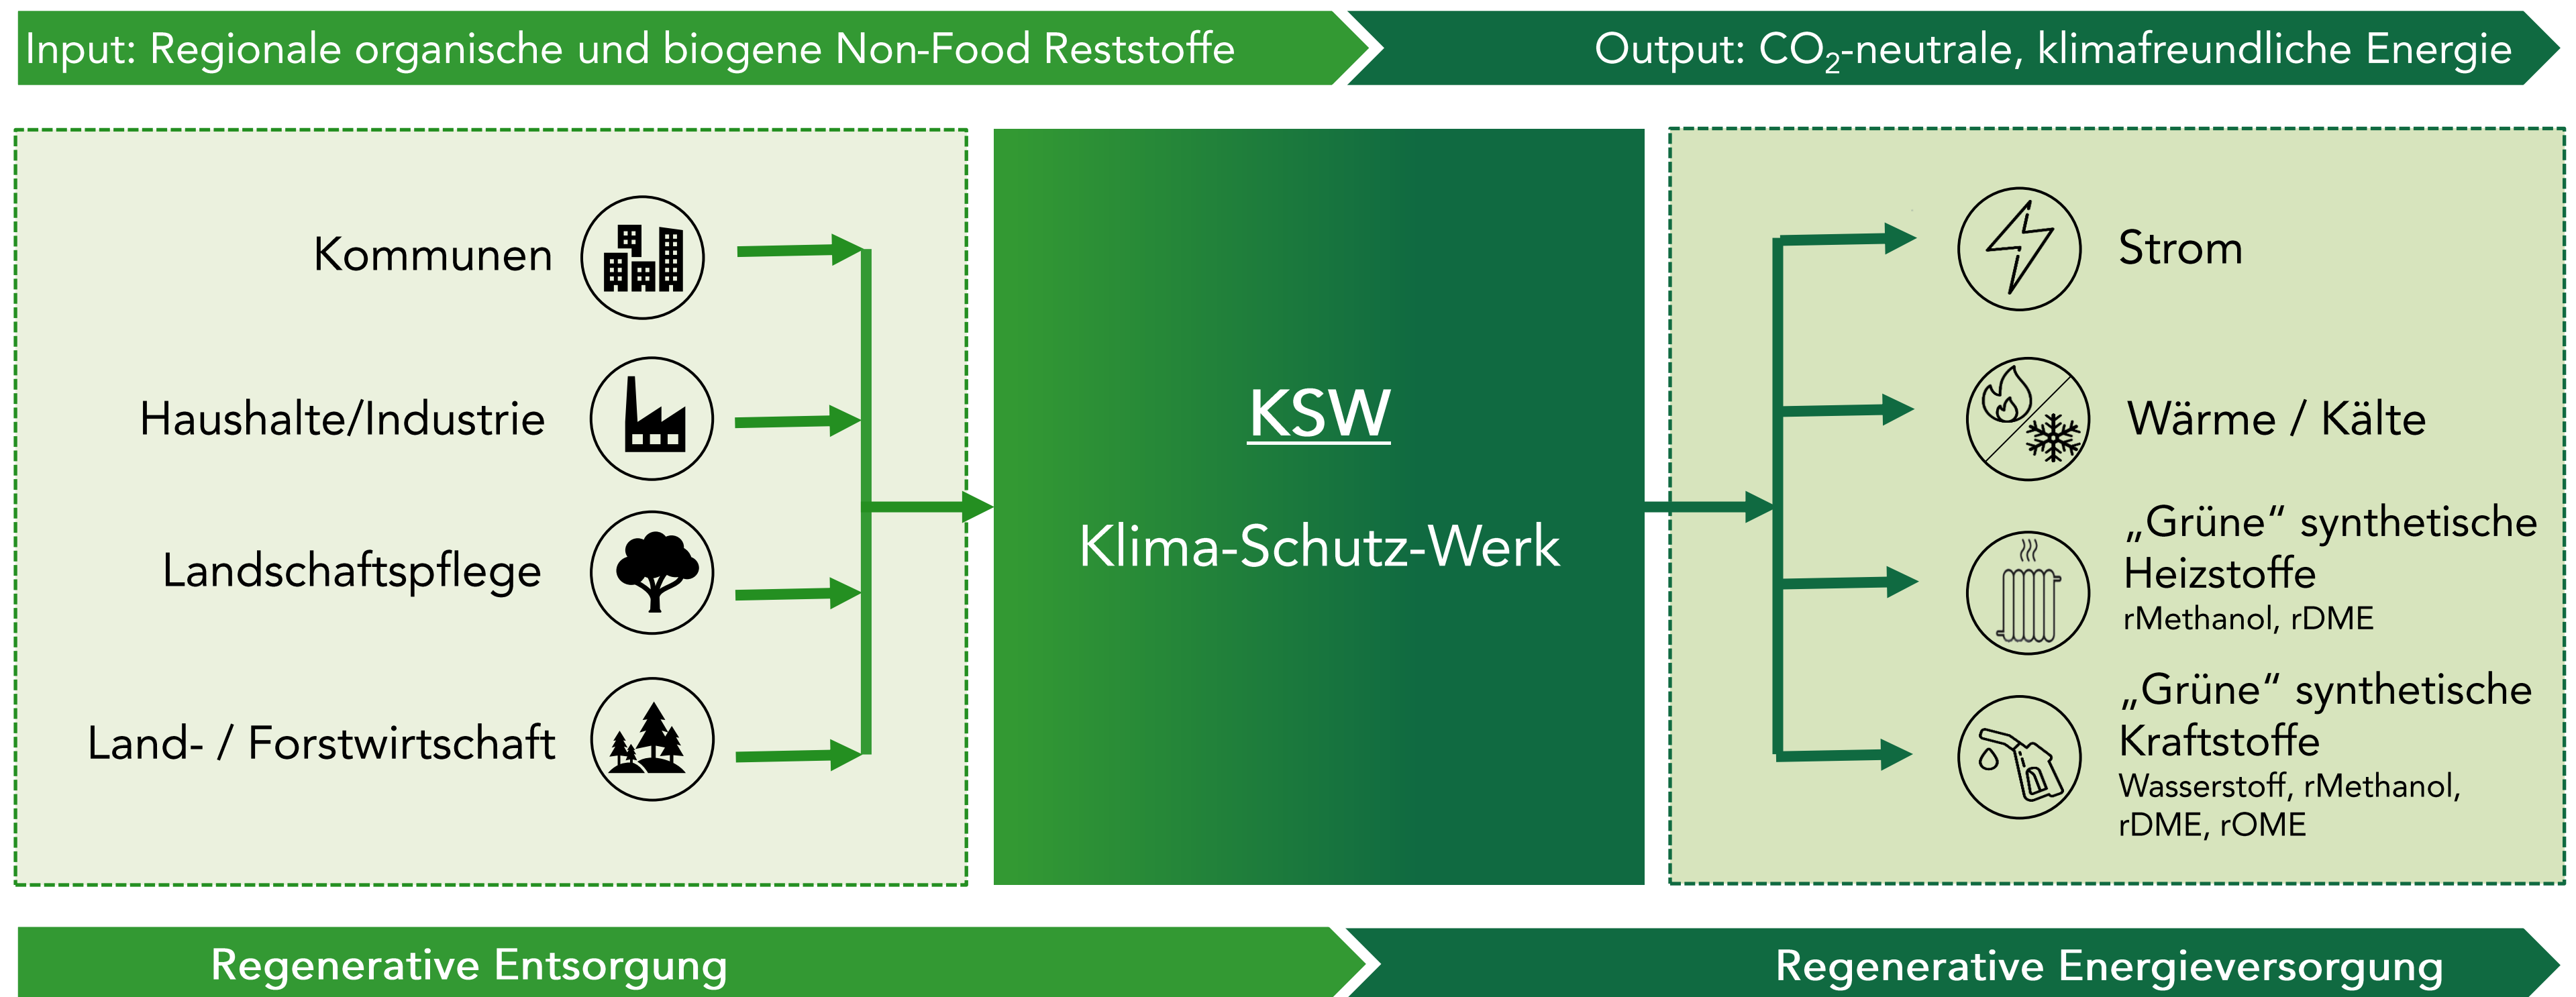 Input: Regionale organische und biogene Non-Food Reststoffe
Output: CO₂-neutrale, klimafreundliche Energie
Kommunen
Haushalte/Industrie
Landschaftspflege
Land- / Forstwirtschaft
KSW
Klima-Schutz-Werk
Strom
Wärme / Kälte
„Grüne“ synthetische
Heizstoffe
rMethanol, rDME
„Grüne“ synthetische
Kraftstoffe
Wasserstoff, rMethanol,
rDME, rOME
Regenerative Entsorgung
Regenerative Energieversorgung